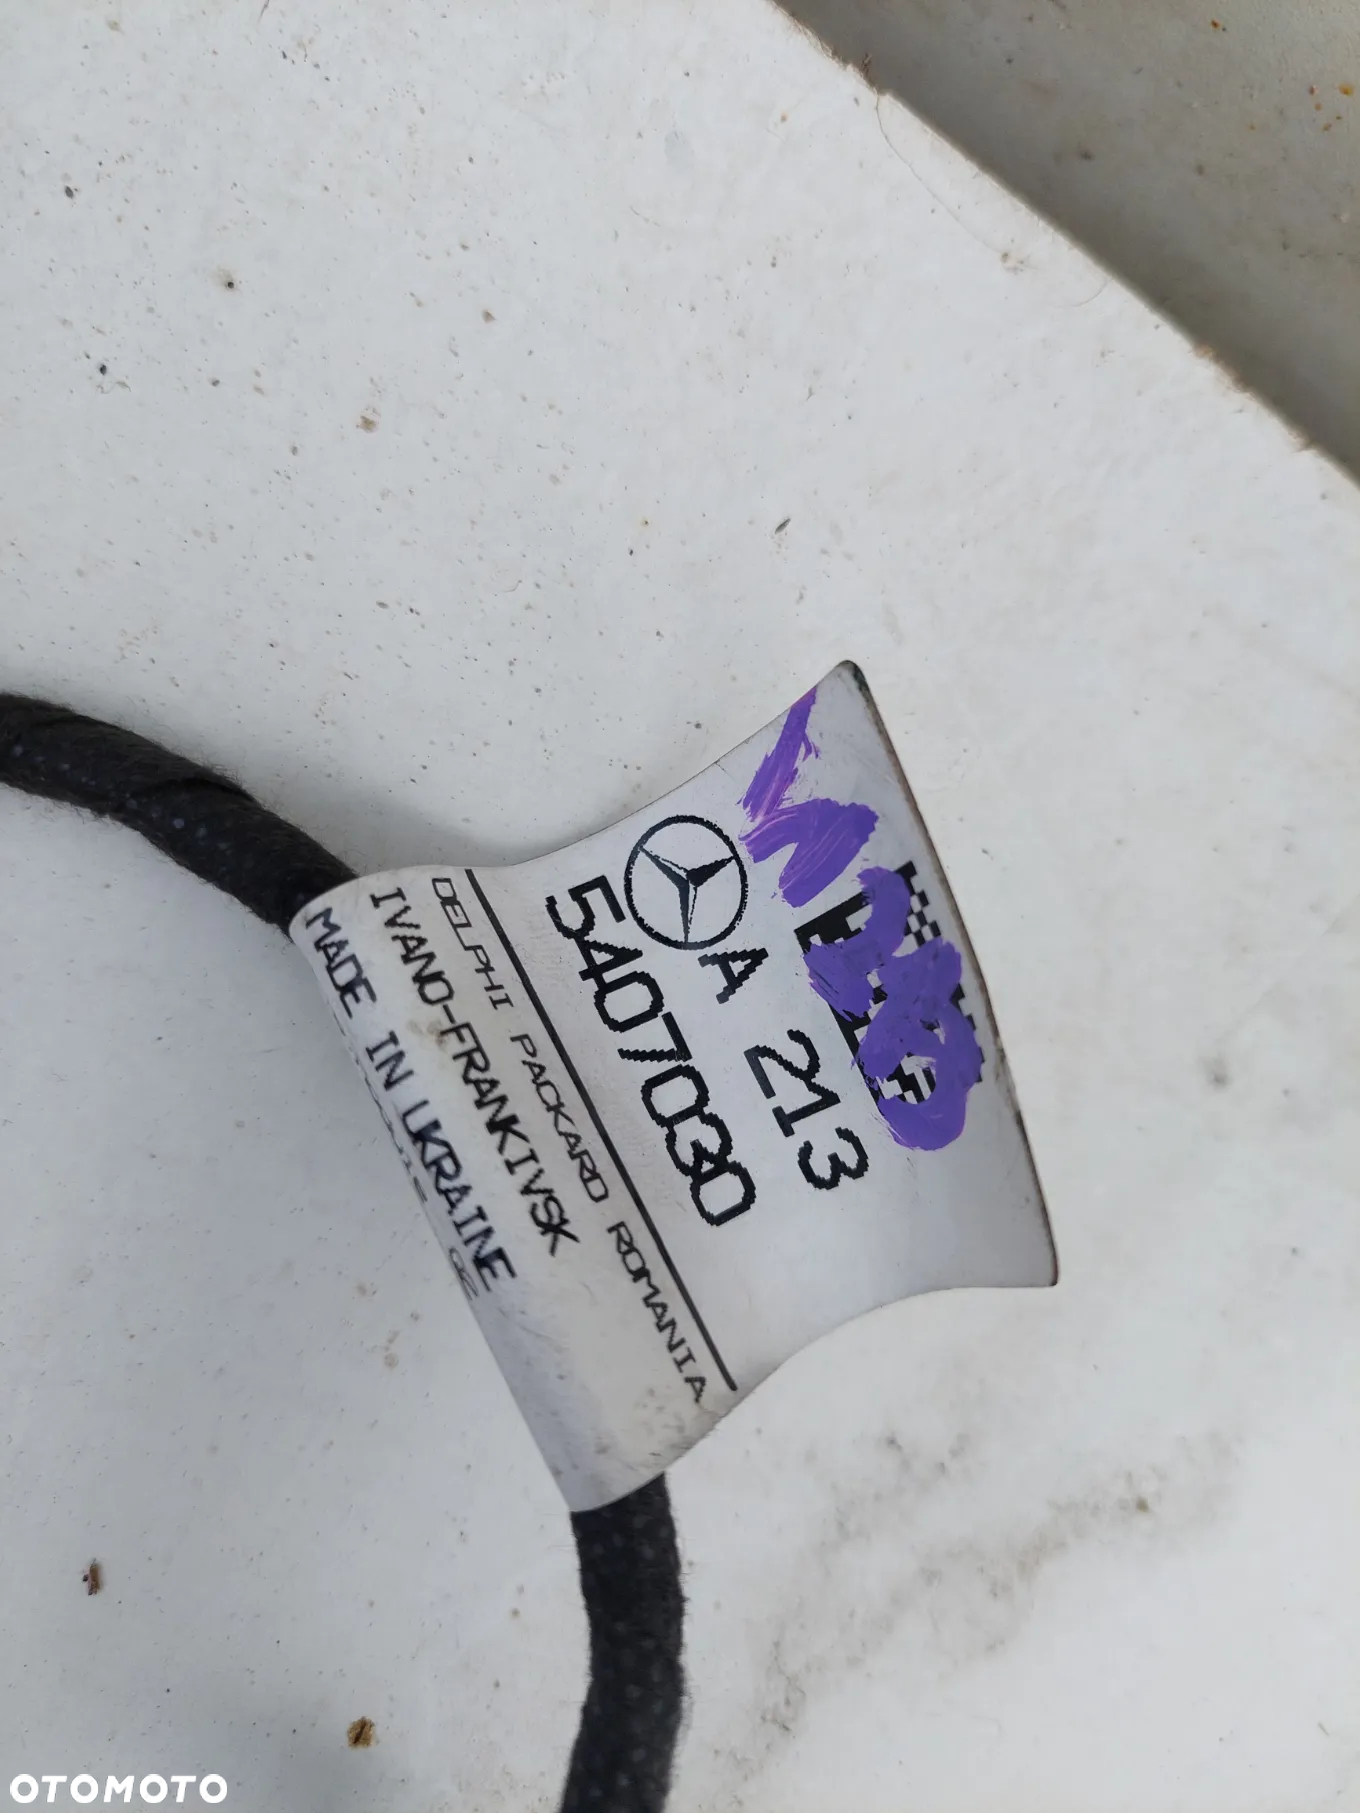 A 213
5407030
DELPHI PACKARD ROMANIA
IVANO-FRANKIVSK
MADE IN UKRAINE
OTOMOTO